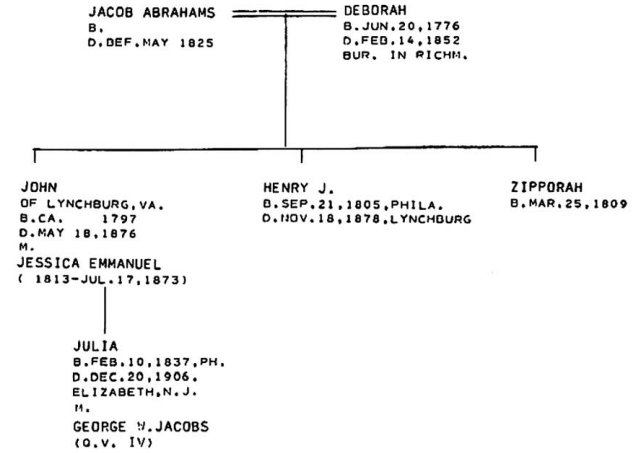 JACOB ABRAHAMS
B.
D.DEF.MAY 1825
DEBORAH
B.JUN.20,1776
D.FEB.14,1852
BUR. IN RICHM.
JOHN
OF LYNCHBURG,VA.
B.CA. 1797
D.MAY 18,1876
M.
JESSICA EMMANUEL
( 1813-JUL.17,1873)
HENRY J.
B.SEP.21,1805,PHILA.
D.NOV.18,1878,LYNCHBURG
ZIPPORAH
B.MAR.25,1809
JULIA
B.FEB.10,1837,PH.
D.DEC.20,1906.
ELIZABETH,N.J.
M.
GEORGE W.JACOBS
(Q.V. IV)